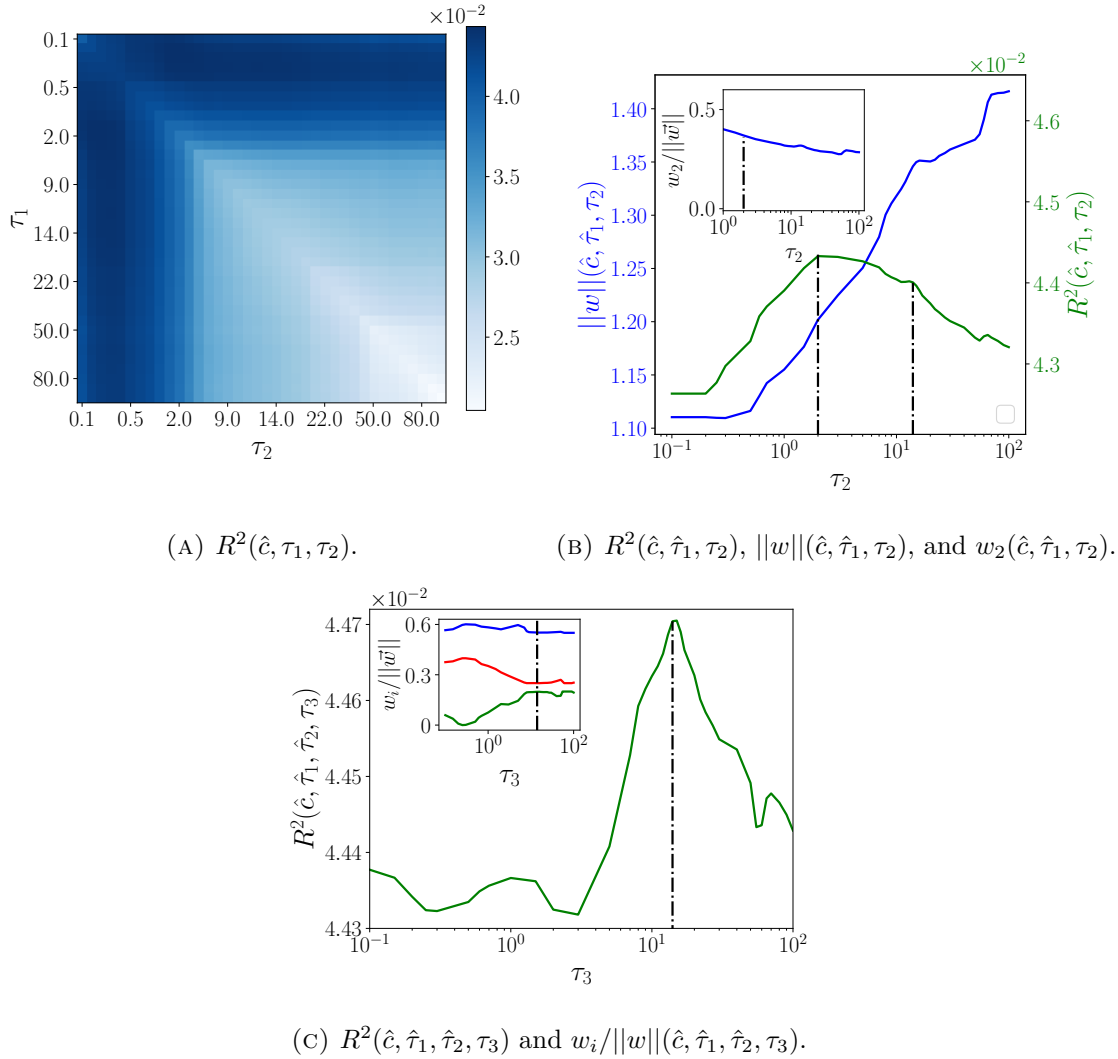 ×10⁻²
0.1
0.5
2.0
9.0
14.0
22.0
50.0
80.0
τ₁
0.1 0.5 2.0 9.0 14.0 22.0 50.0 80.0
τ₂
4.0
3.5
3.0
2.5
(A) R²(ĉ, τ₁, τ₂).
×10⁻²
1.40
1.35
1.30
1.25
1.20
1.15
1.10
||w||(ĉ, τ̂₁, τ₂)
0.5
0.0
w₂/||w⃗||
10⁰ 10¹ 10²
τ₂
4.6
4.5
4.4
4.3
R²(ĉ, τ̂₁, τ₂)
10⁻¹ 10⁰ 10¹ 10²
τ₂
(B) R²(ĉ, τ̂₁, τ₂), ||w||(ĉ, τ̂₁, τ₂), and w₂(ĉ, τ̂₁, τ₂).
×10⁻²
4.47
4.46
4.45
4.44
4.43
R²(ĉ, τ̂₁, τ̂₂, τ₃)
0.6
0.3
0
wᵢ/||w⃗||
10⁰ 10²
τ₃
10⁻¹ 10⁰ 10¹ 10²
τ₃
(C) R²(ĉ, τ̂₁, τ̂₂, τ₃) and wᵢ/||w||(ĉ, τ̂₁, τ̂₂, τ₃).